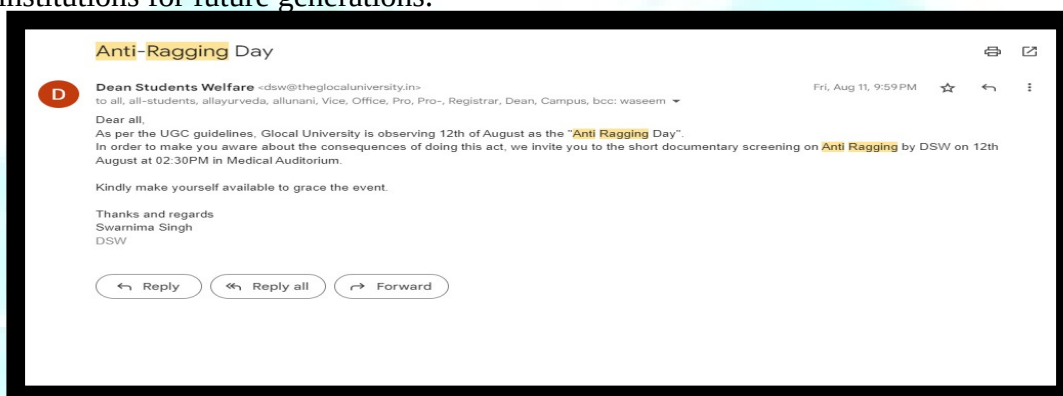 institutions for future generations.
Anti-Ragging Day
D
Dean Students Welfare <dsw@theglocaluniversity.in>
Fri, Aug 11, 9:59 PM
to all, all-students, allayurveda, allunani, Vice, Office, Pro, Pro-, Registrar, Dean, Campus, bcc: waseem
Dear all,
As per the UGC guidelines, Glocal University is observing 12th of August as the "Anti Ragging Day".
In order to make you aware about the consequences of doing this act, we invite you to the short documentary screening on Anti Ragging by DSW on 12th
August at 02:30PM in Medical Auditorium.
Kindly make yourself available to grace the event.
Thanks and regards
Swarnima Singh
DSW
Reply
Reply all
Forward